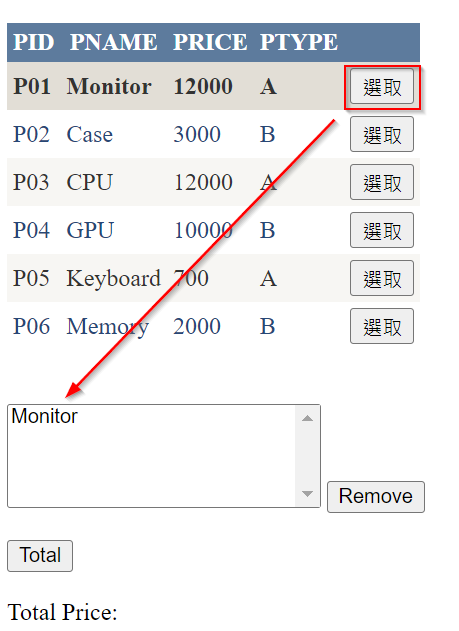 PID PNAME PRICE PTYPE
P01 Monitor 12000 A 選取
P02 Case 3000 B 選取
P03 CPU 12000 A 選取
P04 GPU 10000 B 選取
P05 Keyboard 700 A 選取
P06 Memory 2000 B 選取
Monitor
Remove
Total
Total Price: